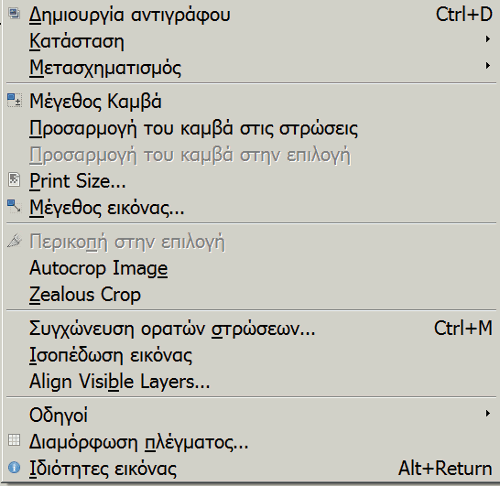 Δημιουργία αντιγράφου Ctrl+D
Κατάσταση
Μετασχηματισμός
Μέγεθος Καμβά
Προσαρμογή του καμβά στις στρώσεις
Προσαρμογή του καμβά στην επιλογή
Print Size...
Μέγεθος εικόνας...
Περικοπή στην επιλογή
Autocrop Image
Zealous Crop
Συγχώνευση ορατών στρώσεων... Ctrl+M
Ισοπέδωση εικόνας
Align Visible Layers...
Οδηγοί
Διαμόρφωση πλέγματος...
Ιδιότητες εικόνας Alt+Return